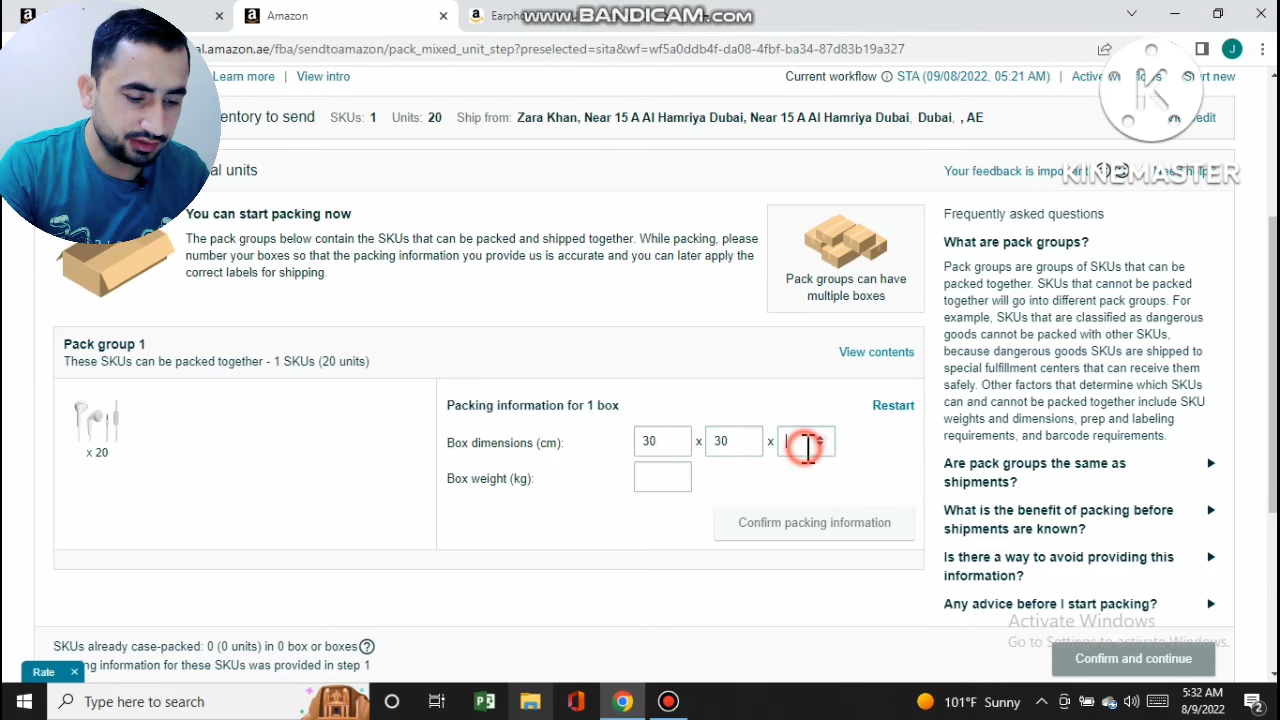 Amazon
Earph
www.BANDICAM.com
al.amazon.ae/fba/sendtoamazon/pack_mixed_unit_step?preselected=sita&wf=wf5a0ddb4f-da08-4fbf-ba34-87d83b19a327
J
Learn more | View intro
Current workflow STA (09/08/2022, 05:21 AM) | Start new
entory to send SKUs: 1 Units: 20 Ship from: Zara Khan, Near 15 A Al Hamriya Dubai, Near 15 A Al Hamriya Dubai, Dubai, , AE
edit
K
KINEMASTER
al units
Your feedback is important
You can start packing now
The pack groups below contain the SKUs that can be packed and shipped together. While packing, please
number your boxes so that the packing information you provide us is accurate and you can later apply the
correct labels for shipping.
Pack groups can have
multiple boxes
Pack group 1
These SKUs can be packed together - 1 SKUs (20 units)
View contents
x 20
Packing information for 1 box
Restart
Box dimensions (cm): 30 x 30 x
Box weight (kg):
Confirm packing information
Frequently asked questions
What are pack groups?
Pack groups are groups of SKUs that can be
packed together. SKUs that cannot be packed
together will go into different pack groups. For
example, SKUs that are classified as dangerous
goods cannot be packed with other SKUs,
because dangerous goods SKUs are shipped to
special fulfillment centers that can receive them
safely. Other factors that determine which SKUs
can and cannot be packed together include SKU
weights and dimensions, prep and labeling
requirements, and barcode requirements.
Are pack groups the same as
shipments?
What is the benefit of packing before
shipments are known?
Is there a way to avoid providing this
information?
Any advice before I start packing?
Activate Windows
Go to Settings to activate Windows.
SKUs already case-packed: 0 (0 units) in 0 box or boxes
ng information for these SKUs was provided in step 1
Confirm and continue
Rate
Type here to search
101°F Sunny
5:32 AM
8/9/2022
2